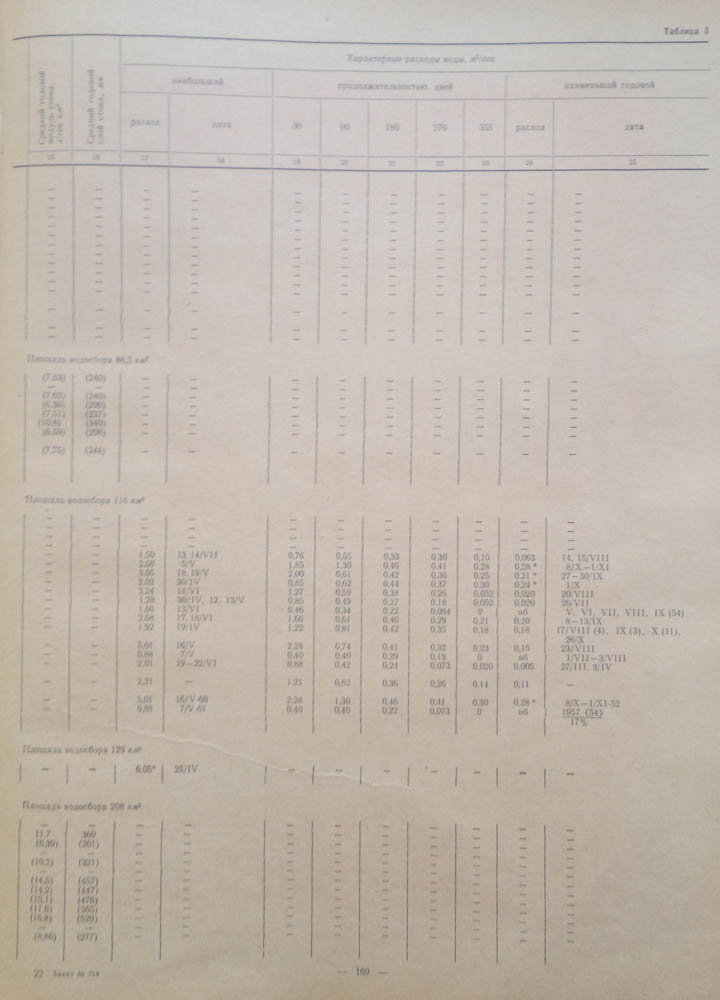 Таблица 3
Характерные расходы воды, м³/сек
Средний годовой модуль стока, л/сек км²
Средний годовой слой стока, мм
наибольший
продолжительностью, дней
наименьший годовой
расход дата 30 90 180 270 355 расход дата
15 16 17 18 19 20 21 22 23 24 25
Площадь водосбора 86,5 км²
(7,63) (240) — — — — — — — — —
— — — — — — — — — — —
(7,63) (240) — — — — — — — — —
(6,36) (200) — — — — — — — — —
(7,51) (237) — — — — — — — — —
(10,8) (340) — — — — — — — — —
(6,59) (208) — — — — — — — — —
(7,75) (244) — — — — — — — — —
Площадь водосбора 116 км²
— — 1,50 13, 14/VII 0,76 0,55 0,33 0,30 0,10 0,063 14, 15/VIII
— — 2,50 5/V 1,85 1,30 0,46 0,41 0,28 0,28 * 8/X—1/XI
— — 3,05 18, 19/V 2,00 0,61 0,42 0,36 0,25 0,21 * 27—30/IX
— — 2,02 30/IV 0,85 0,62 0,44 0,37 0,30 0,24 * 1/X
— — 3,24 14/VI 1,27 0,59 0,38 0,26 0,052 0,020 20/VIII
— — 1,28 30/IV, 12, 13/V 0,85 0,49 0,27 0,18 0,052 0,020 26/VII
— — 1,60 13/VI 0,46 0,34 0,22 0,084 0 нб V, VI, VII, VIII, IX (54)
— — 2,68 17, 18/VI 1,66 0,61 0,40 0,29 0,21 0,20 8—13/IX
— — 1,92 19/IV 1,22 0,81 0,42 0,35 0,18 0,18 17/VIII (4), IX (3), X (11),
26/X
— — 5,01 16/V 2,28 0,74 0,41 0,32 0,23 0,15 23/VIII
— — 0,88 7/V 0,40 0,40 0,29 0,13 0 нб 1/VII—3/VIII
— — 2,01 19—22/VI 0,88 0,42 0,24 0,073 0,020 0,005 27/III, 3/IV
— — 2,31 — 1,21 0,62 0,36 0,26 0,14 0,11 —
— — 5,01 16/V-60 2,28 1,30 0,46 0,41 0,30 0,28 * 8/X—1/XI-52
— — 0,88 7/V-61 0,40 0,40 0,22 0,073 0 нб 1957 (54)
17%
Площадь водосбора 129 км²
— — 6,05* 25/IV — — — — — — —
Площадь водосбора 208 км²
— — — — — — — — — — —
11,7 369 — — — — — — — — —
(6,39) (201) — — — — — — — — —
— — — — — — — — — — —
(10,2) (321) — — — — — — — — —
— — — — — — — — — — —
(14,5) (457) — — — — — — — — —
(14,2) (447) — — — — — — — — —
(15,1) (476) — — — — — — — — —
(11,6) (365) — — — — — — — — —
(16,8) (529) — — — — — — — — —
— — — — — — — — — — —
(8,80) (277) — — — — — — — — —
22 Заказ № 214
— 169 —